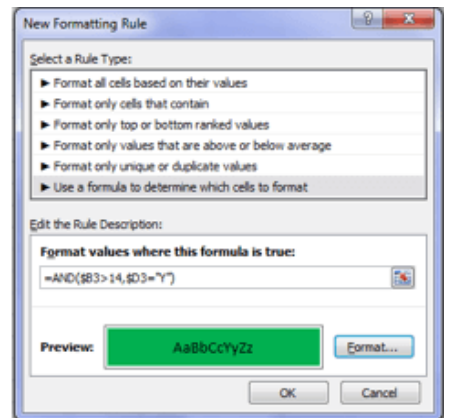 New Formatting Rule
Select a Rule Type:
► Format all cells based on their values
► Format only cells that contain
► Format only top or bottom ranked values
► Format only values that are above or below average
► Format only unique or duplicate values
► Use a formula to determine which cells to format
Edit the Rule Description:
Format values where this formula is true:
=AND($B3>14,$D3="Y")
Preview: AaBbCcYyZz Format...
OK Cancel